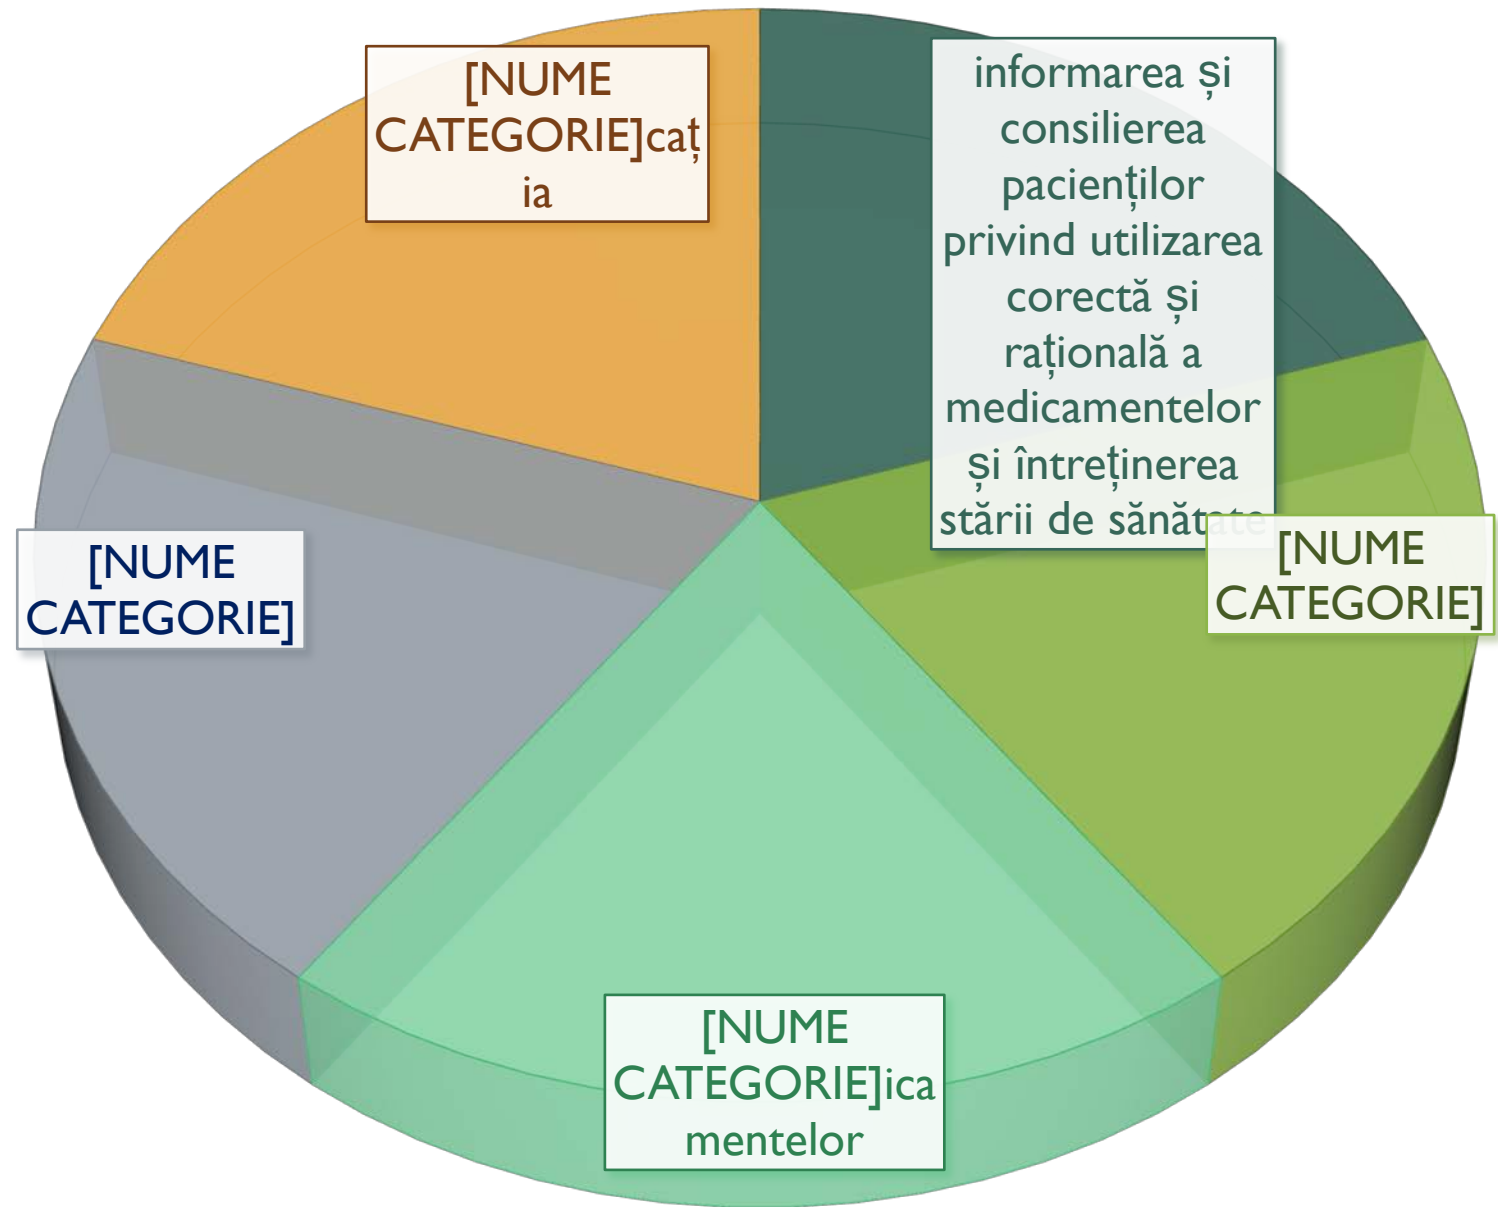 [NUME
CATEGORIE]caț
ia
informarea și
consilierea
pacienților
privind utilizarea
corectă și
rațională a
medicamentelor
și întreținerea
stării de sănătate
[NUME
CATEGORIE]
[NUME
CATEGORIE]
[NUME
CATEGORIE]ica
mentelor